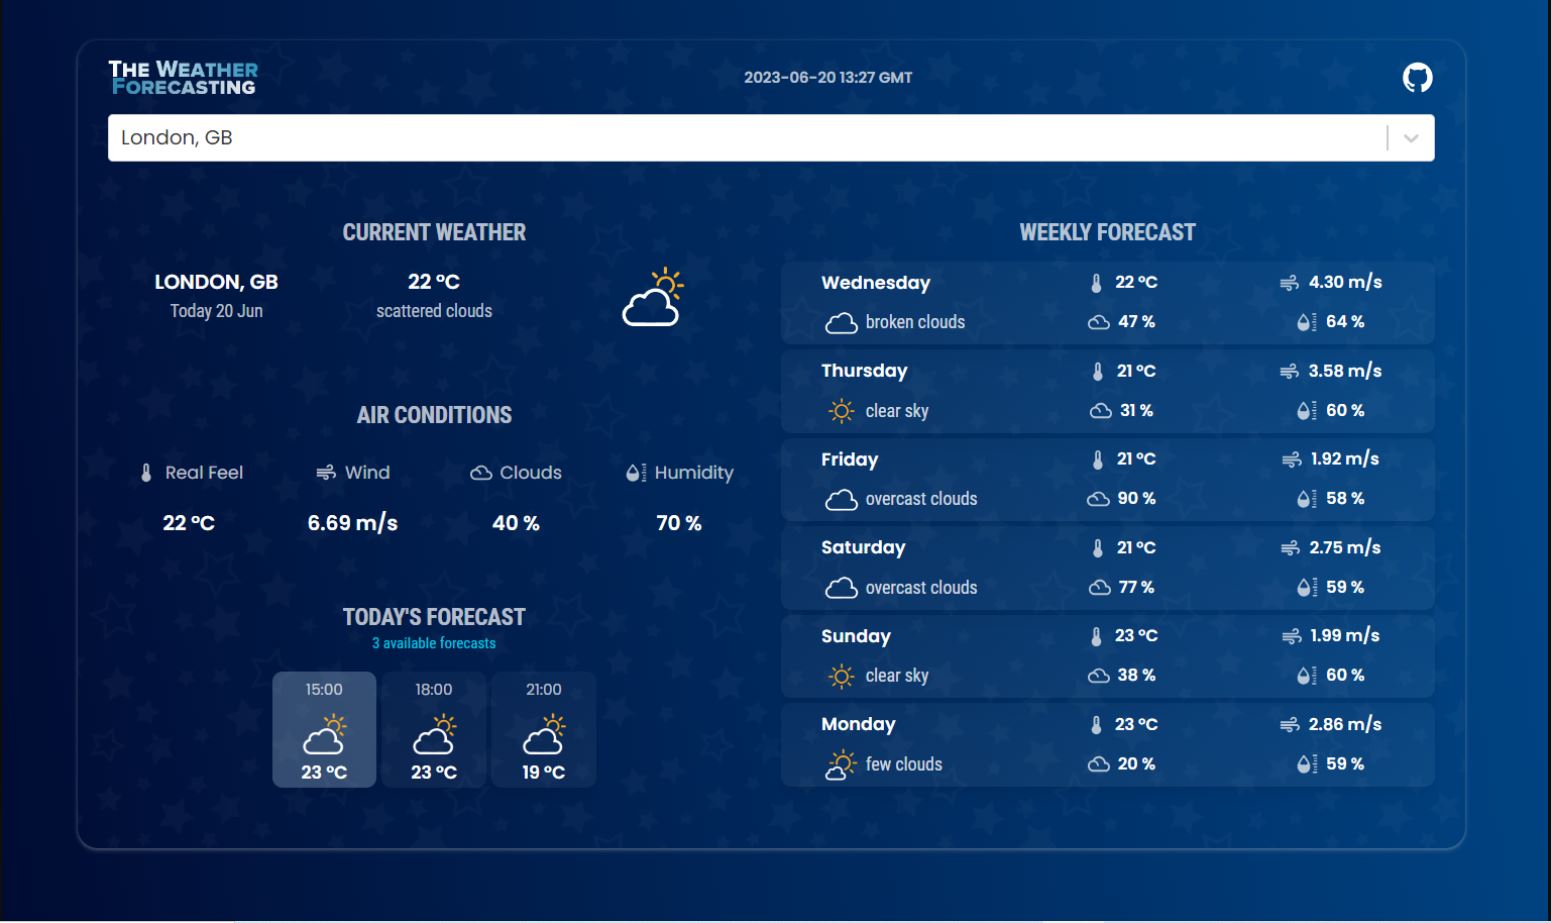 THE WEATHER
FORECASTING
2023-06-20 13:27 GMT
London, GB
CURRENT WEATHER
LONDON, GB
Today 20 Jun
22 °C
scattered clouds
AIR CONDITIONS
Real Feel
22 °C
Wind
6.69 m/s
Clouds
40 %
Humidity
70 %
TODAY'S FORECAST
3 available forecasts
15:00
23 °C
18:00
23 °C
21:00
19 °C
WEEKLY FORECAST
Wednesday 22 °C 4.30 m/s
broken clouds 47 % 64 %
Thursday 21 °C 3.58 m/s
clear sky 31 % 60 %
Friday 21 °C 1.92 m/s
overcast clouds 90 % 58 %
Saturday 21 °C 2.75 m/s
overcast clouds 77 % 59 %
Sunday 23 °C 1.99 m/s
clear sky 38 % 60 %
Monday 23 °C 2.86 m/s
few clouds 20 % 59 %